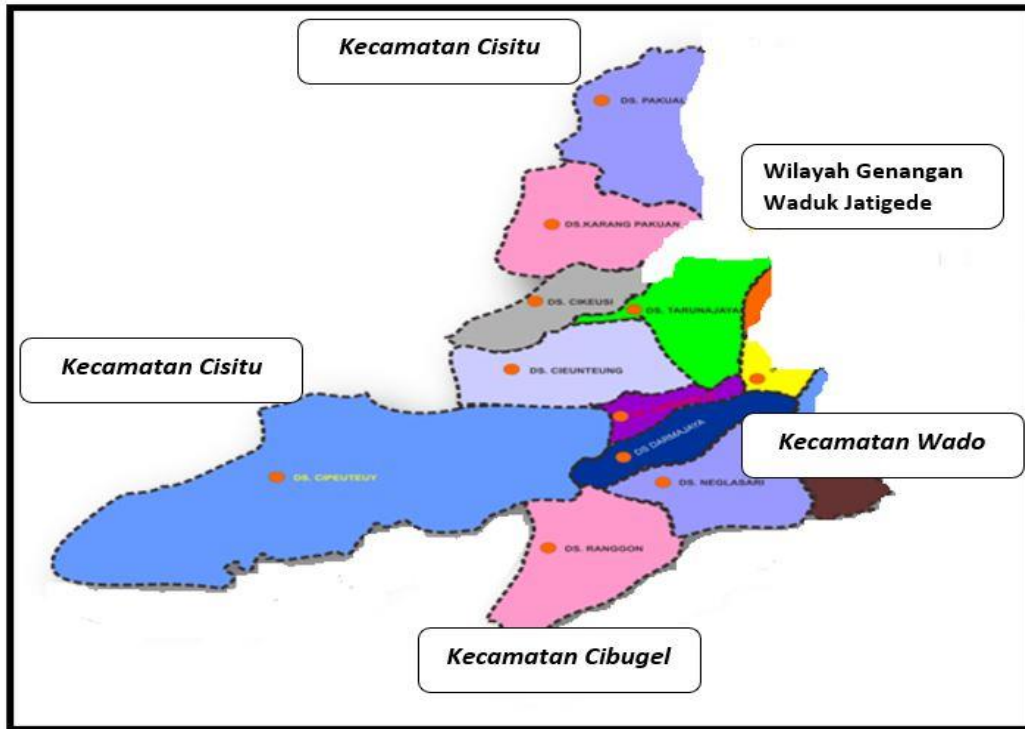 Kecamatan Cisitu
DS. PAKUAL
Wilayah Genangan
Waduk Jatigede
DS.KARANG PAKUAN
DS. CIKEUSI
DS. TARUNAJAYA
Kecamatan Cisitu
DS. CIEUNTEUNG
DS DARMAJAYA
Kecamatan Wado
DS. CIPEUTEUY
DS. NEGLASARI
DS. RANGGON
Kecamatan Cibugel